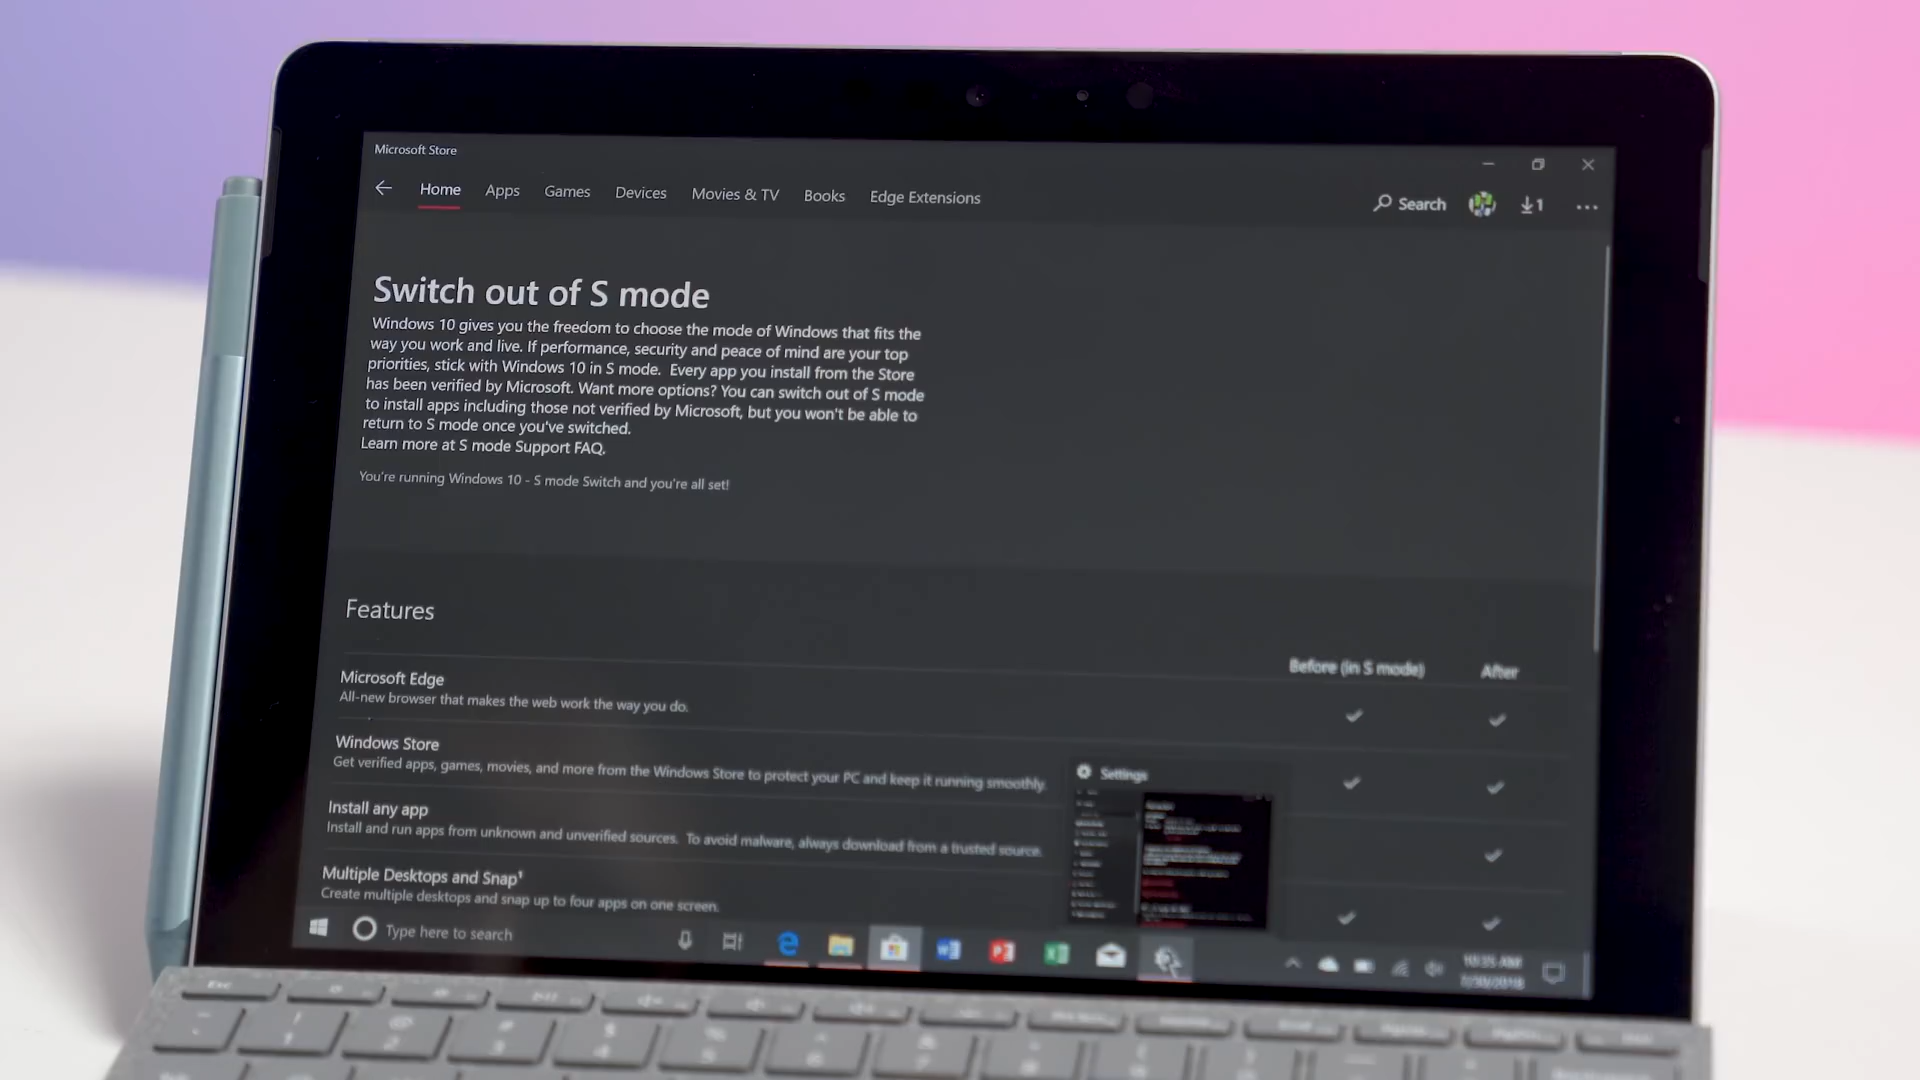 Microsoft Store
Home Apps Games Devices Movies & TV Books Edge Extensions
Search
1
Switch out of S mode
Windows 10 gives you the freedom to choose the mode of Windows that fits the
way you work and live. If performance, security and peace of mind are your top
priorities, stick with Windows 10 in S mode. Every app you install from the Store
has been verified by Microsoft. Want more options? You can switch out of S mode
to install apps including those not verified by Microsoft, but you won't be able to
return to S mode once you've switched.
Learn more at S mode Support FAQ.
You're running Windows 10 - S mode Switch and you're all set!
Features
Before (in S mode) After
Microsoft Edge
All-new browser that makes the web work the way you do.
Windows Store
Get verified apps, games, movies, and more from the Windows Store to protect your PC and keep it running smoothly.
Settings
Install any app
Install and run apps from unknown and unverified sources. To avoid malware, always download from a trusted source.
Multiple Desktops and Snap¹
Create multiple desktops and snap up to four apps on one screen.
Type here to search
10:35 AM
7/30/2018
Esc